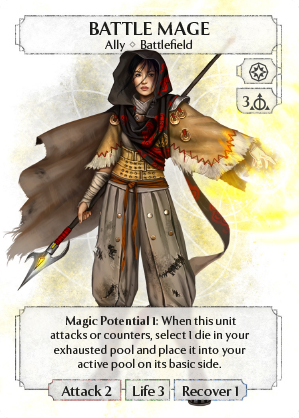 BATTLE MAGE
Ally ◇ Battlefield
3
Magic Potential 1: When this unit
attacks or counters, select 1 die in your
exhausted pool and place it into your
active pool on its basic side.
Attack 2 Life 3 Recover 1